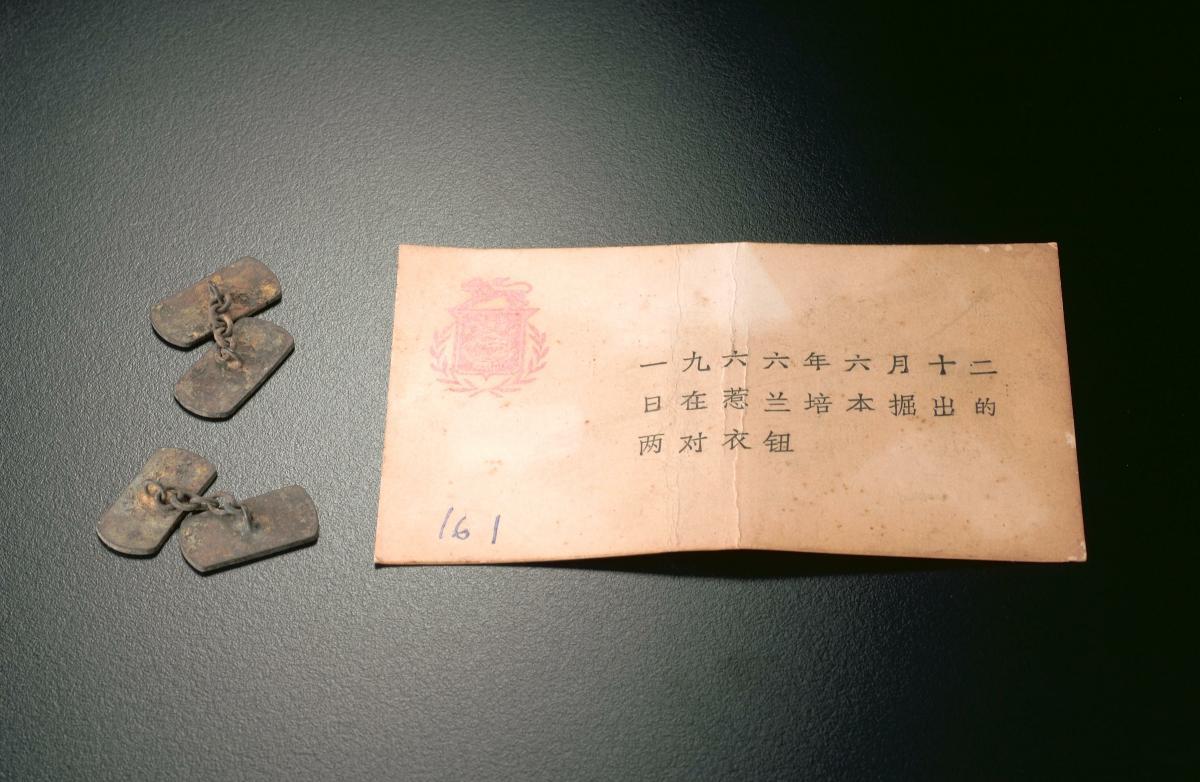 一九六六年六月十二
日在惹兰培本掘出的
两对衣钮
161